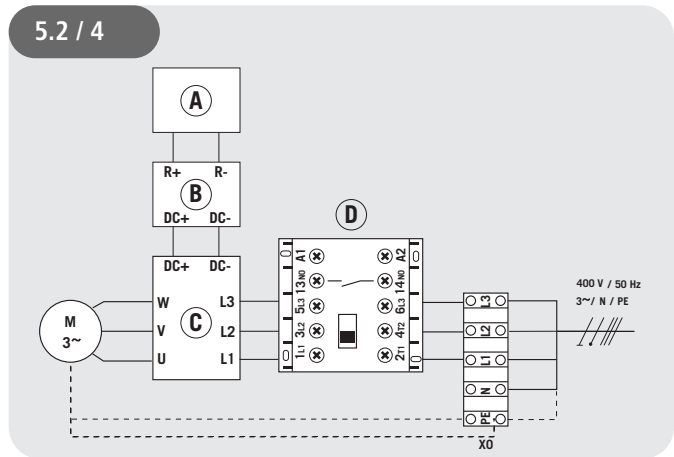 5.2 / 4
A
R+ R-
B
DC+ DC-
D
DC+ DC-
W L3
V C L2
U L1
M
3~
A1 A2
13NO 14NO
5L3 6L3
3L2 4T2
1L1 2T1
L3
L2
L1
N
PE
X0
400 V / 50 Hz
3~/ N / PE